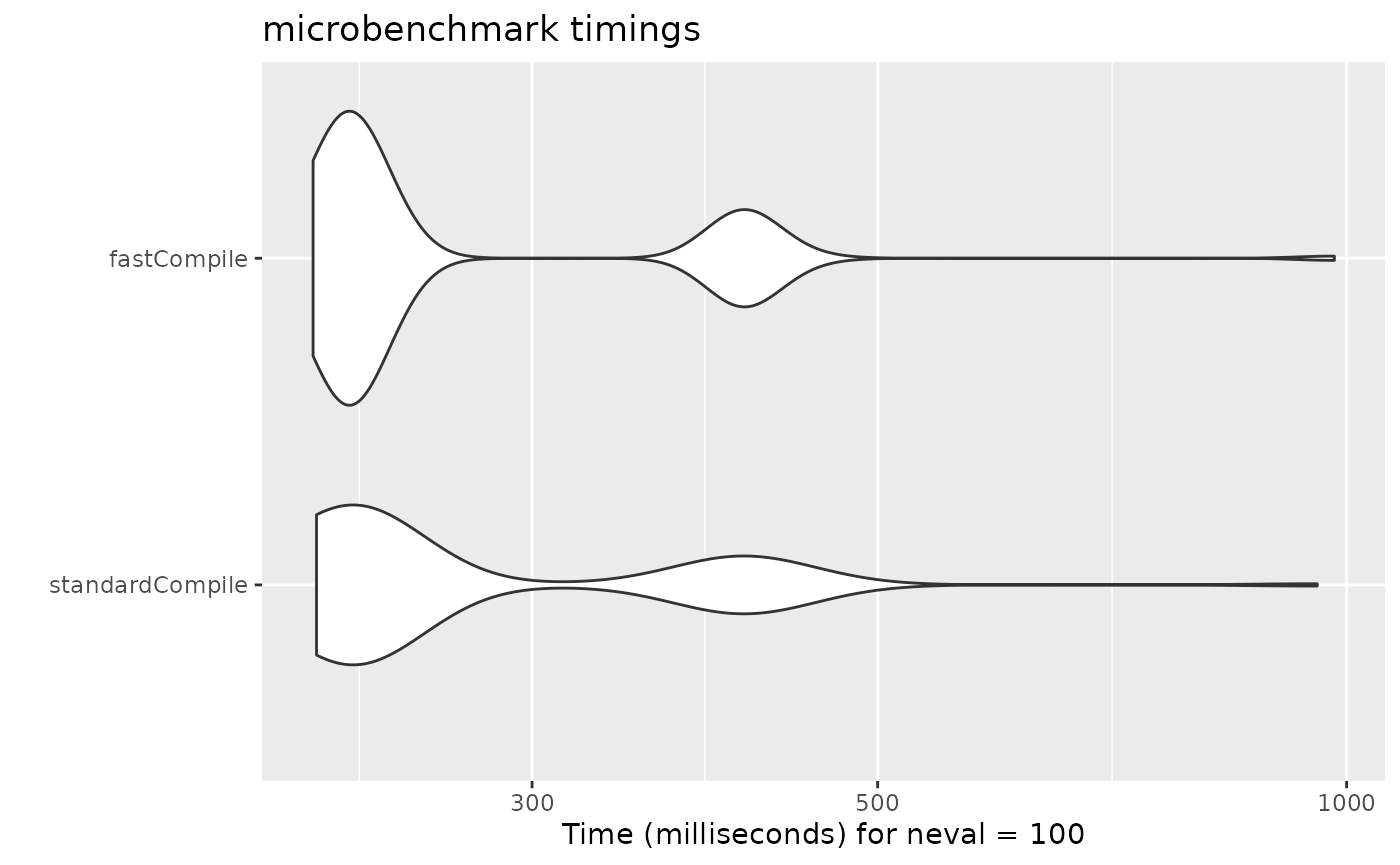 microbenchmark timings
fastCompile
standardCompile
300 500 1000
Time (milliseconds) for neval = 100